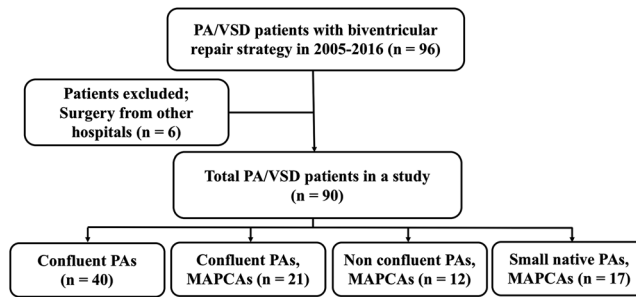 PA/VSD patients with biventricular
repair strategy in 2005-2016 (n = 96)
Patients excluded;
Surgery from other
hospitals (n = 6)
Total PA/VSD patients in a study
(n = 90)
Confluent PAs
(n = 40)
Confluent PAs,
MAPCAs (n = 21)
Non confluent PAs,
MAPCAs (n = 12)
Small native PAs,
MAPCAs (n = 17)